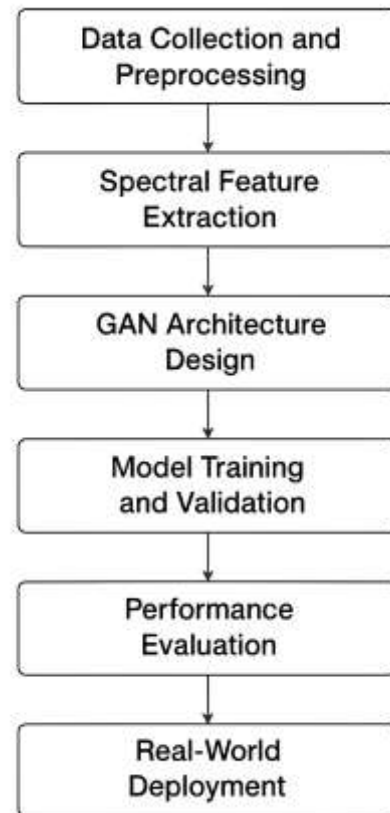 Data Collection and
Preprocessing
Spectral Feature
Extraction
GAN Architecture
Design
Model Training
and Validation
Performance
Evaluation
Real-World
Deployment